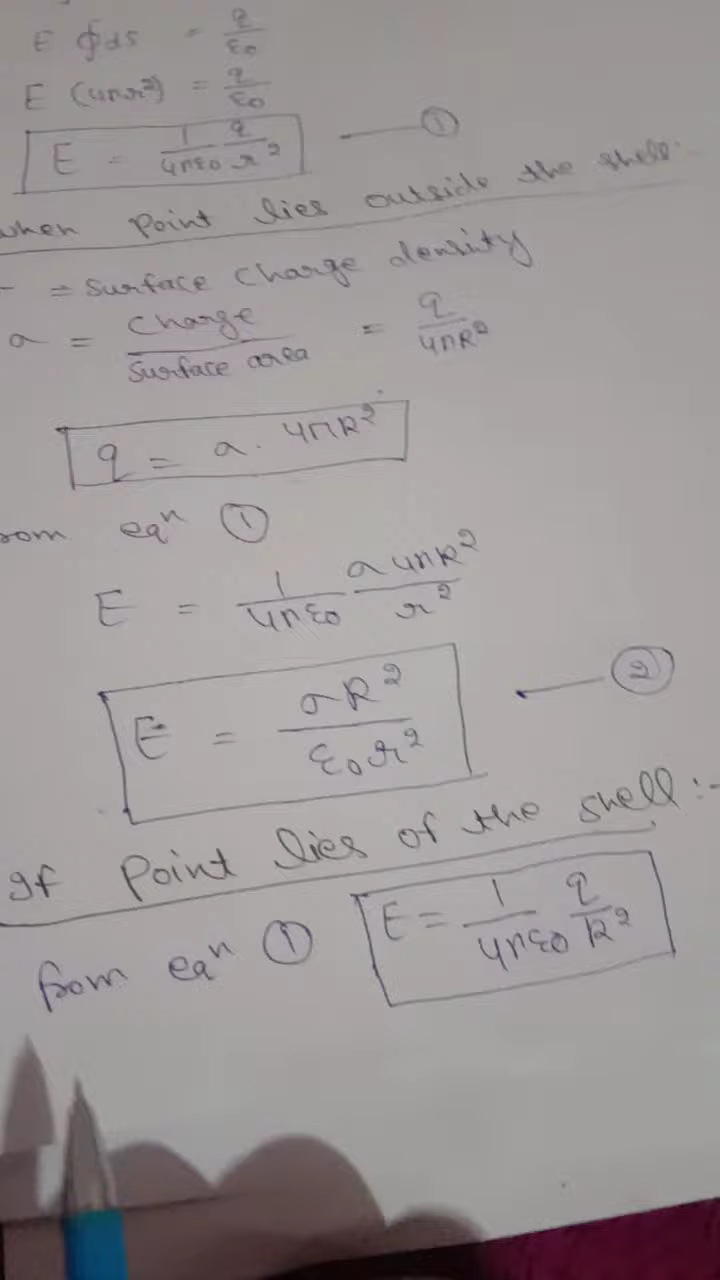 E ∮ds = q/ε0
E (4πr²) = q/ε0
E = 1/4πε0 q/r² —— ①
when Point lies outside the shell:-
= Surface Charge density
σ = Charge/Surface area = q/4πR²
q = σ. 4πR²
rom eqⁿ ①
E = 1/4πε0 σ4πR²/r²
E = σR²/ε0r² —— ②
If Point lies of the shell:-
from eqⁿ ① E = 1/4πε0 q/R²